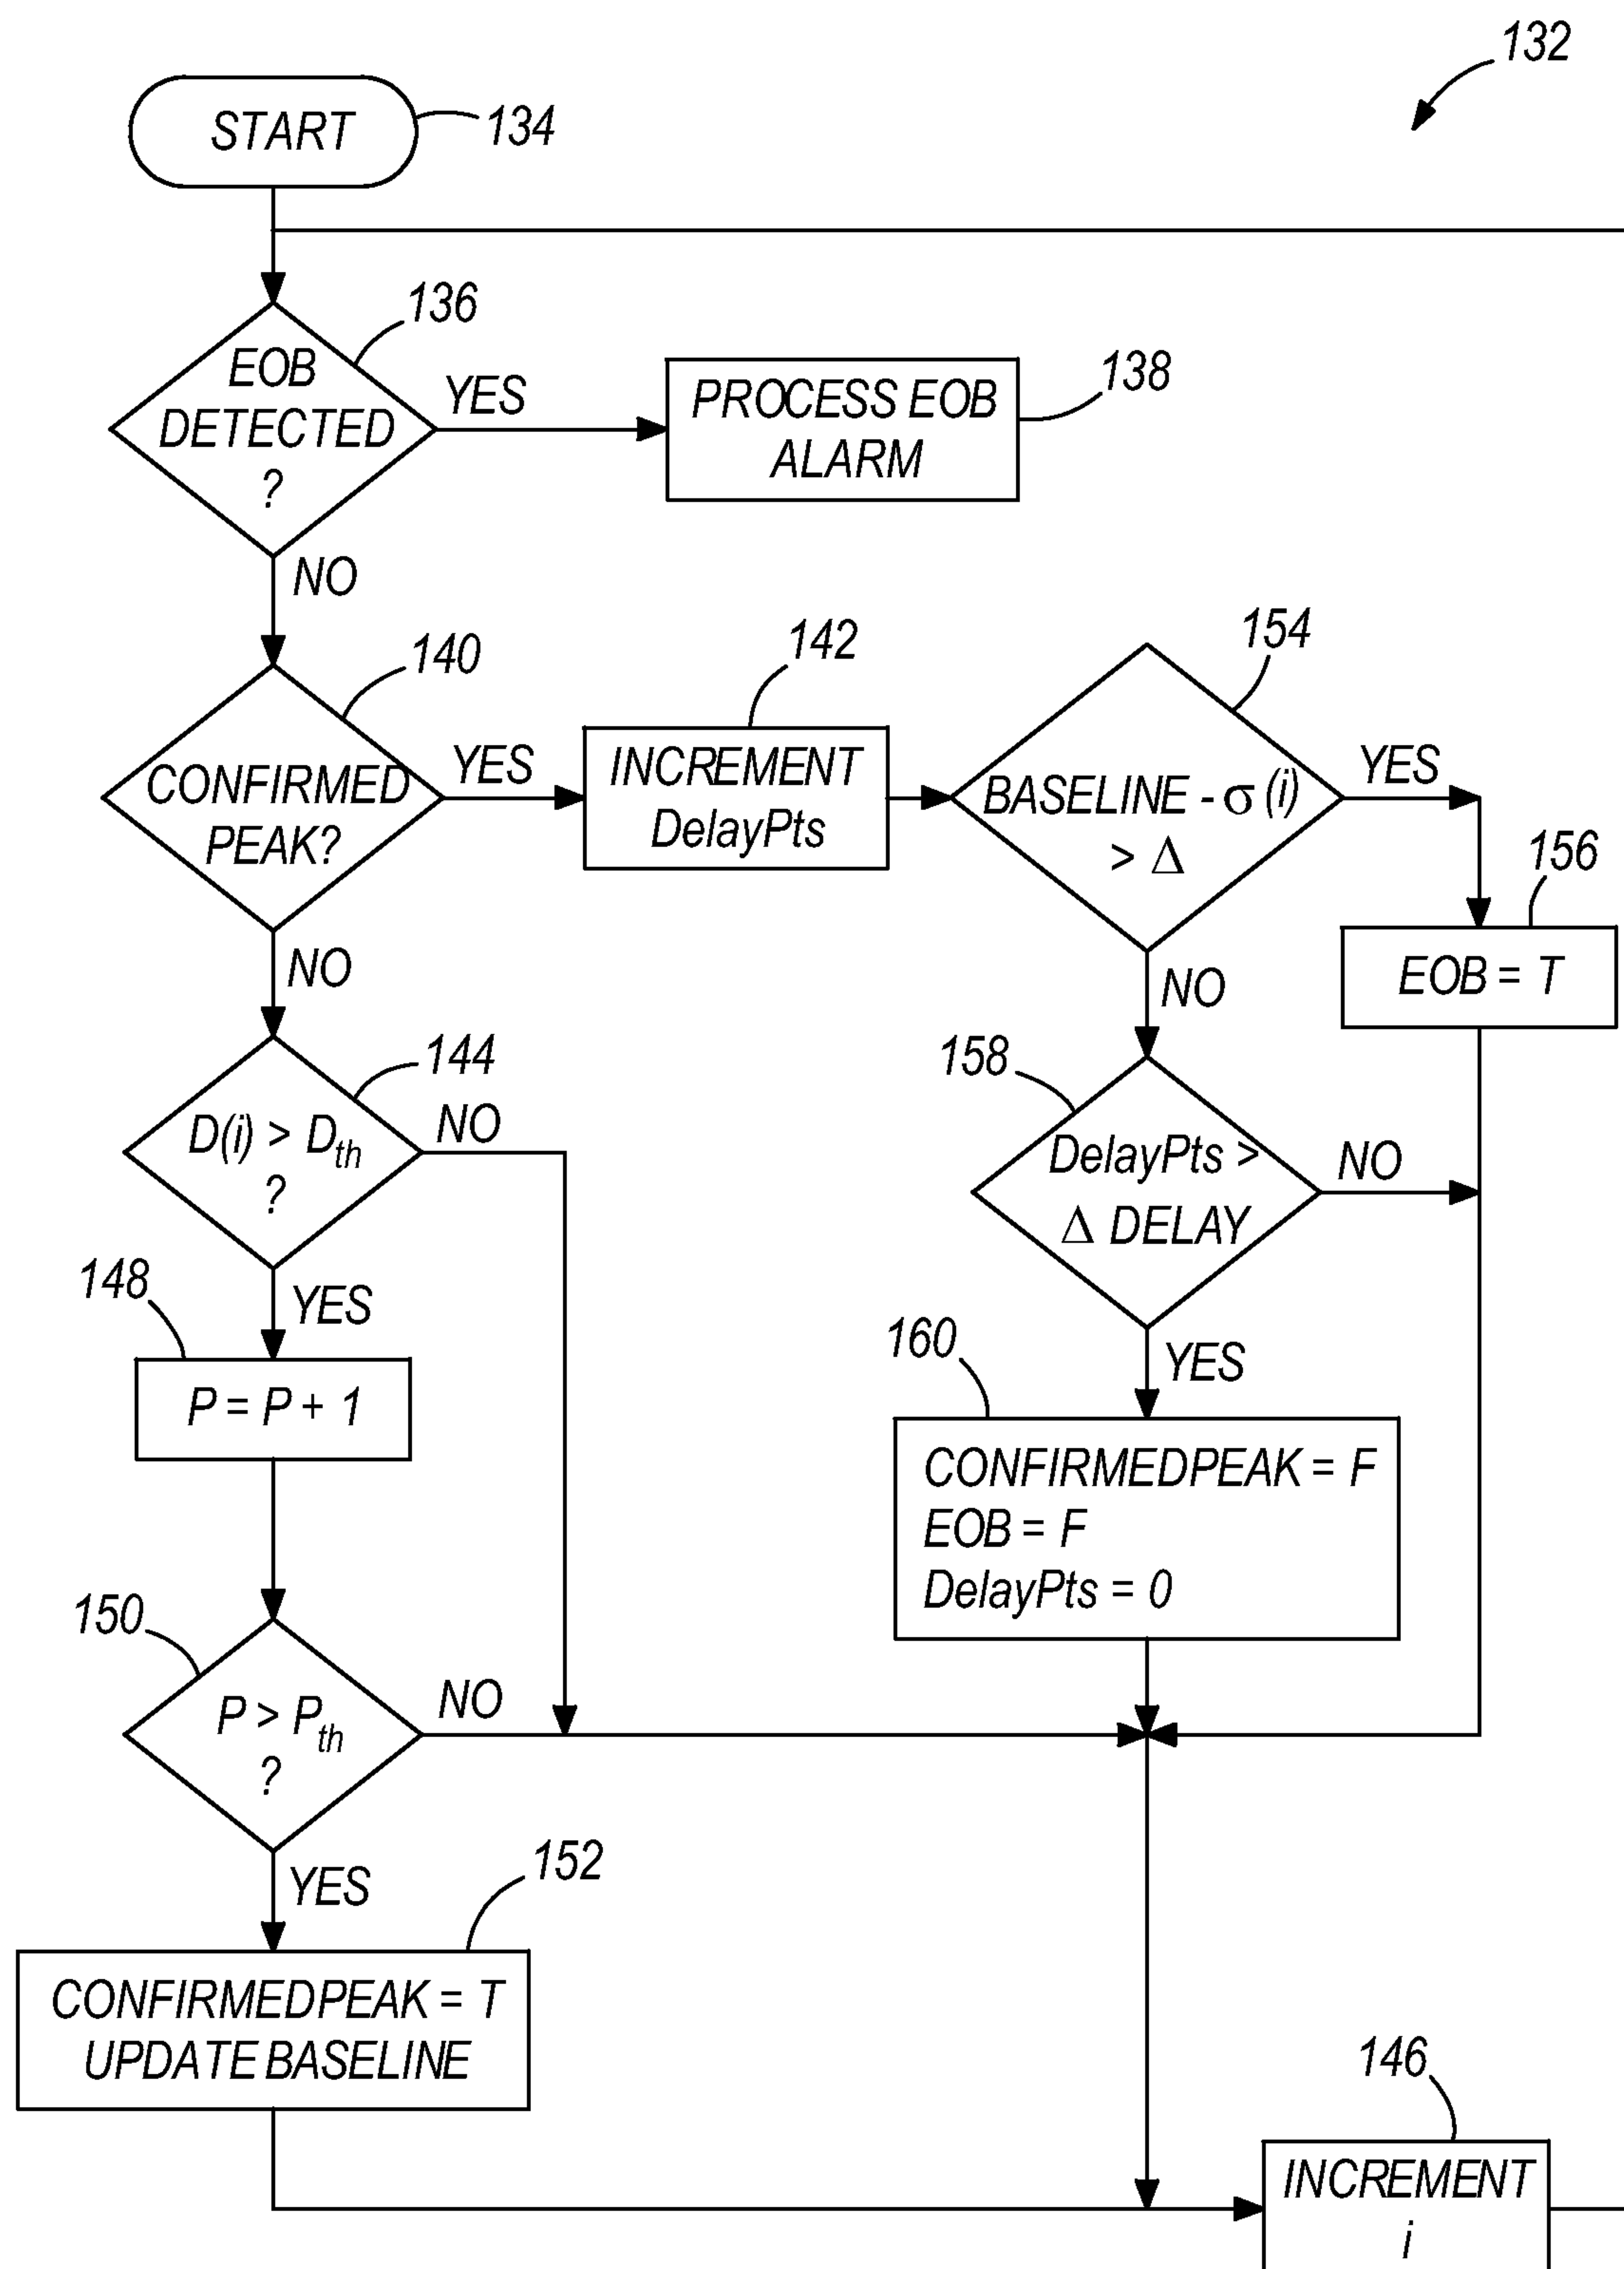 132
START
134
136
EOB
DETECTED
?
YES
PROCESS EOB
ALARM
138
NO
140
CONFIRMED
PEAK?
YES
142
INCREMENT
DelayPts
154
BASELINE - σ (i)
> Δ
YES
156
EOB = T
NO
NO
144
D(i) > Dth
?
NO
158
DelayPts >
Δ DELAY
NO
148
YES
P = P + 1
160
YES
CONFIRMEDPEAK = F
EOB = F
DelayPts = 0
150
P > Pth
?
NO
YES
152
CONFIRMEDPEAK = T
UPDATE BASELINE
146
INCREMENT
i